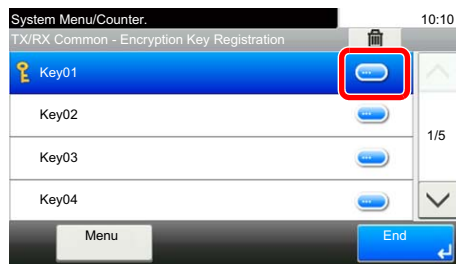 System Menu/Counter.
10:10
TX/RX Common - Encryption Key Registration
Key01
Key02
1/5
Key03
Key04
Menu
End